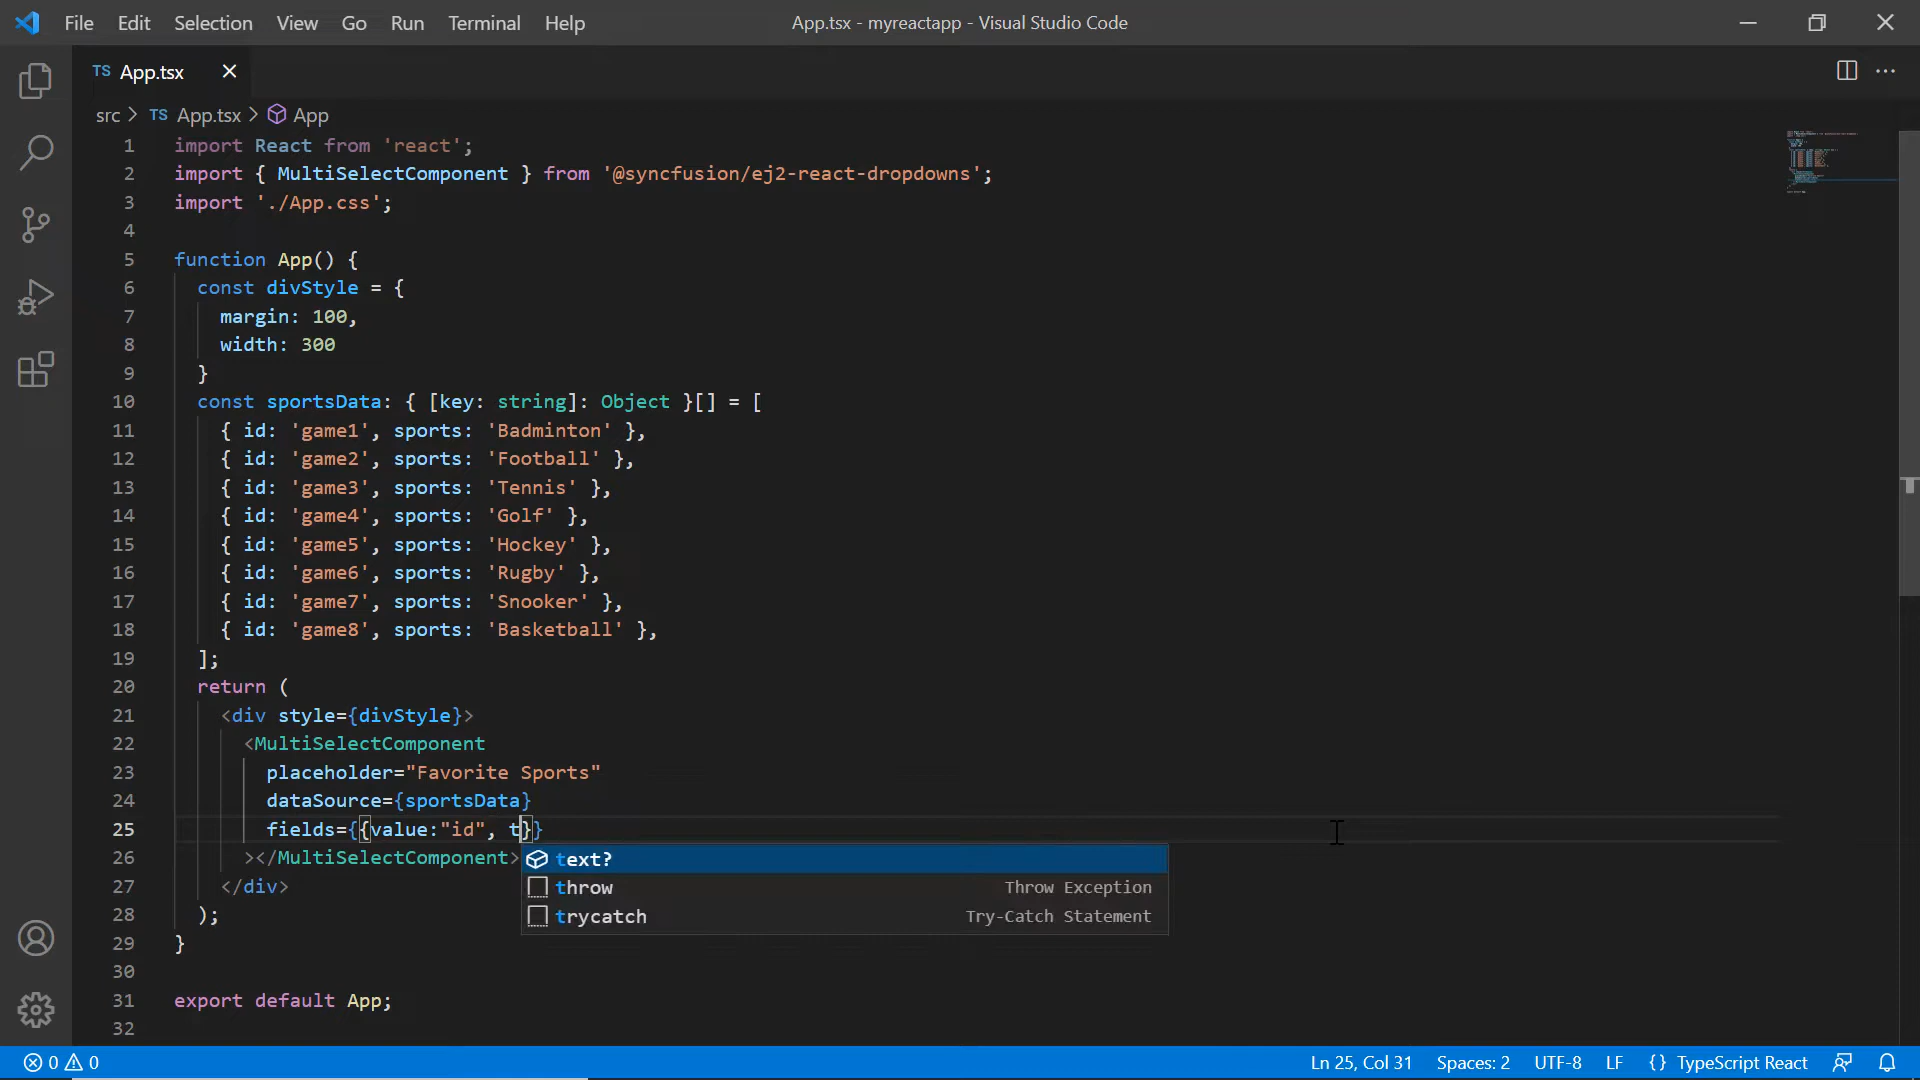 File Edit Selection View Go Run Terminal Help App.tsx - myreactapp - Visual Studio Code
TS App.tsx
src > TS App.tsx > App
1 import React from 'react';
2 import { MultiSelectComponent } from '@syncfusion/ej2-react-dropdowns';
3 import './App.css';
4
5 function App() {
6 const divStyle = {
7 margin: 100,
8 width: 300
9 }
10 const sportsData: { [key: string]: Object }[] = [
11 { id: 'game1', sports: 'Badminton' },
12 { id: 'game2', sports: 'Football' },
13 { id: 'game3', sports: 'Tennis' },
14 { id: 'game4', sports: 'Golf' },
15 { id: 'game5', sports: 'Hockey' },
16 { id: 'game6', sports: 'Rugby' },
17 { id: 'game7', sports: 'Snooker' },
18 { id: 'game8', sports: 'Basketball' },
19 ];
20 return (
21 <div style={divStyle}>
22 <MultiSelectComponent
23 placeholder="Favorite Sports"
24 dataSource={sportsData}
25 fields={{value:"id", t}}
26 ></MultiSelectComponent>
text?
27 </div>
throw Throw Exception
28 );
trycatch Try-Catch Statement
29 }
30
31 export default App;
32
0 0 Ln 25, Col 31 Spaces: 2 UTF-8 LF {} TypeScript React